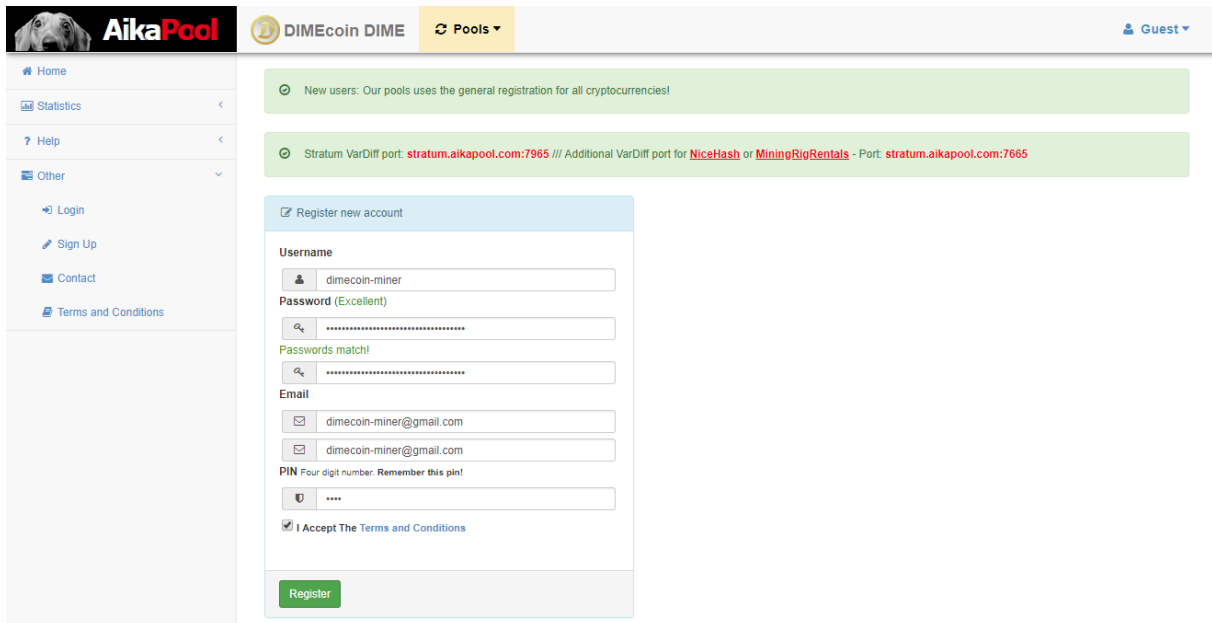 AikaPool
DIMEcoin DIME
Pools
Guest
Home
Statistics
? Help
Other
Login
Sign Up
Contact
Terms and Conditions
New users: Our pools uses the general registration for all cryptocurrencies!
Stratum VarDiff port: stratum.aikapool.com:7965 /// Additional VarDiff port for NiceHash or MiningRigRentals - Port: stratum.aikapool.com:7665
Register new account
Username
dimecoin-miner
Password (Excellent)
Passwords match!
Email
dimecoin-miner@gmail.com
dimecoin-miner@gmail.com
PIN Four digit number. Remember this pin!
I Accept The Terms and Conditions
Register